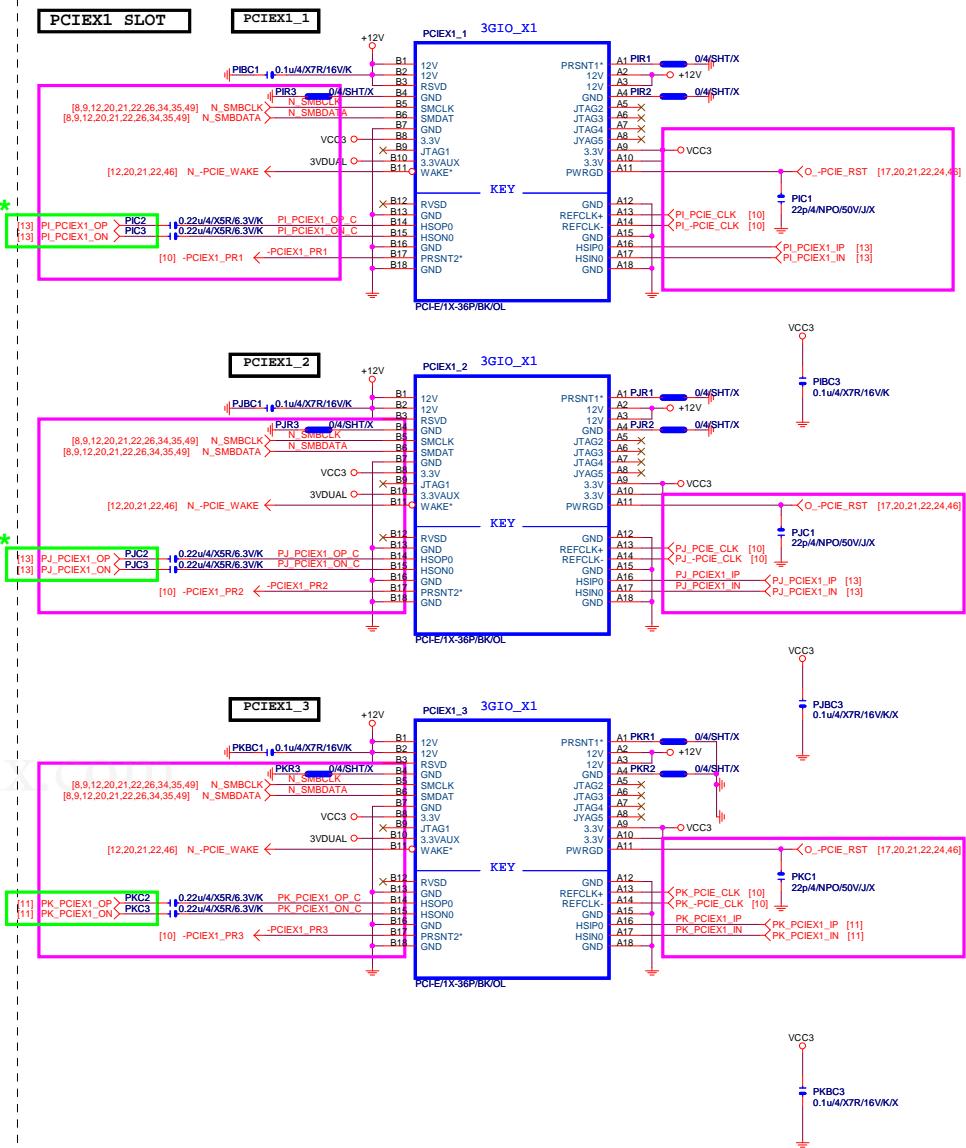 PCIEX1 SLOT
PCIEX1_1
PCIEX1_1 3GIO_X1
+12V
PIBC1 0.1u/4/X7R/16V/K
PIR3 0/4/SHT/X
[8,9,12,20,21,22,26,34,35,49] N_SMBCLK N_SMBCLK
[8,9,12,20,21,22,26,34,35,49] N_SMBDATA N_SMBDATA
VCC3
3VDUAL
[12,20,21,22,46] N_-PCIE_WAKE
*
[13] PI_PCIEX1_OP PIC2 0.22u/4/X5R/6.3V/K PI_PCIEX1_OP_C
[13] PI_PCIEX1_ON PIC3 0.22u/4/X5R/6.3V/K PI_PCIEX1_ON_C
[10] -PCIEX1_PR1 -PCIEX1_PR1
B1 12V PRSNT1* A1 PIR1 0/4/SHT/X
B2 12V 12V A2 +12V
B3 RSVD 12V A3
B4 GND GND A4 PIR2 0/4/SHT/X
B5 SMCLK JTAG2 A5
B6 SMDAT JTAG3 A6
B7 GND JTAG4 A7
B8 3.3V JYAG5 A8
B9 JTAG1 3.3V A9 VCC3
B10 3.3VAUX 3.3V A10
B11 WAKE* PWRGD A11 O_-PCIE_RST [17,20,21,22,24,46]
KEY
B12 RVSD GND A12
B13 GND REFCLK+ A13 PI_PCIE_CLK [10]
B14 HSOP0 REFCLK- A14 PI_-PCIE_CLK [10]
B15 HSON0 GND A15
B16 GND HSIP0 A16 PI_PCIEX1_IP [13]
B17 PRSNT2* HSIN0 A17 PI_PCIEX1_IN [13]
B18 GND GND A18
PIC1
22p/4/NPO/50V/J/X
PCI-E/1X-36P/BK/OL
VCC3
PIBC3
0.1u/4/X7R/16V/K
PCIEX1_2
PCIEX1_2 3GIO_X1
+12V
PJBC1 0.1u/4/X7R/16V/K
PJR3 0/4/SHT/X
[8,9,12,20,21,22,26,34,35,49] N_SMBCLK N_SMBCLK
[8,9,12,20,21,22,26,34,35,49] N_SMBDATA N_SMBDATA
VCC3
3VDUAL
[12,20,21,22,46] N_-PCIE_WAKE
*
[13] PJ_PCIEX1_OP PJC2 0.22u/4/X5R/6.3V/K PJ_PCIEX1_OP_C
[13] PJ_PCIEX1_ON PJC3 0.22u/4/X5R/6.3V/K PJ_PCIEX1_ON_C
[10] -PCIEX1_PR2 -PCIEX1_PR2
B1 12V PRSNT1* A1 PJR1 0/4/SHT/X
B2 12V 12V A2 +12V
B3 RSVD 12V A3
B4 GND GND A4 PJR2 0/4/SHT/X
B5 SMCLK JTAG2 A5
B6 SMDAT JTAG3 A6
B7 GND JTAG4 A7
B8 3.3V JYAG5 A8
B9 JTAG1 3.3V A9 VCC3
B10 3.3VAUX 3.3V A10
B11 WAKE* PWRGD A11 O_-PCIE_RST [17,20,21,22,24,46]
KEY
B12 RVSD GND A12
B13 GND REFCLK+ A13 PJ_PCIE_CLK [10]
B14 HSOP0 REFCLK- A14 PJ_-PCIE_CLK [10]
B15 HSON0 GND A15
B16 GND HSIP0 A16 PJ_PCIEX1_IP PJ_PCIEX1_IP [13]
B17 PRSNT2* HSIN0 A17 PJ_PCIEX1_IN PJ_PCIEX1_IN [13]
B18 GND GND A18
PJC1
22p/4/NPO/50V/J/X
PCI-E/1X-36P/BK/OL
VCC3
PJBC3
0.1u/4/X7R/16V/K/X
PCIEX1_3
PCIEX1_3 3GIO_X1
+12V
PKBC1 0.1u/4/X7R/16V/K
PKR3 0/4/SHT/X
[8,9,12,20,21,22,26,34,35,49] N_SMBCLK N_SMBCLK
[8,9,12,20,21,22,26,34,35,49] N_SMBDATA N_SMBDATA
VCC3
3VDUAL
[12,20,21,22,46] N_-PCIE_WAKE
[11] PK_PCIEX1_OP PKC2 0.22u/4/X5R/6.3V/K PK_PCIEX1_OP_C
[11] PK_PCIEX1_ON PKC3 0.22u/4/X5R/6.3V/K PK_PCIEX1_ON_C
[10] -PCIEX1_PR3 -PCIEX1_PR3
B1 12V PRSNT1* A1 PKR1 0/4/SHT/X
B2 12V 12V A2 +12V
B3 RSVD 12V A3
B4 GND GND A4 PKR2 0/4/SHT/X
B5 SMCLK JTAG2 A5
B6 SMDAT JTAG3 A6
B7 GND JTAG4 A7
B8 3.3V JYAG5 A8
B9 JTAG1 3.3V A9 VCC3
B10 3.3VAUX 3.3V A10
B11 WAKE* PWRGD A11 O_-PCIE_RST [17,20,21,22,24,46]
KEY
B12 RVSD GND A12
B13 GND REFCLK+ A13 PK_PCIE_CLK [10]
B14 HSOP0 REFCLK- A14 PK_-PCIE_CLK [10]
B15 HSON0 GND A15
B16 GND HSIP0 A16 PK_PCIEX1_IP PK_PCIEX1_IP [11]
B17 PRSNT2* HSIN0 A17 PK_PCIEX1_IN PK_PCIEX1_IN [11]
B18 GND GND A18
PKC1
22p/4/NPO/50V/J/X
PCI-E/1X-36P/BK/OL
VCC3
PKBC3
0.1u/4/X7R/16V/K/X